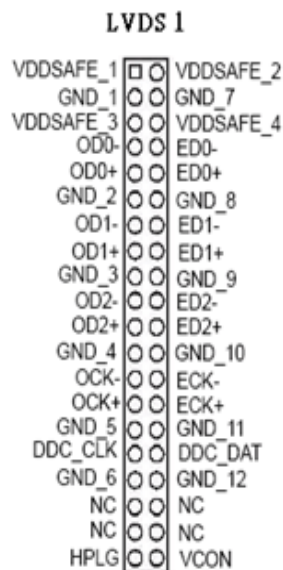 LVDS 1
VDDSAFE_1 VDDSAFE_2
GND_1 GND_7
VDDSAFE_3 VDDSAFE_4
OD0- ED0-
OD0+ ED0+
GND_2 GND_8
OD1- ED1-
OD1+ ED1+
GND_3 GND_9
OD2- ED2-
OD2+ ED2+
GND_4 GND_10
OCK- ECK-
OCK+ ECK+
GND_5 GND_11
DDC_CLK DDC_DAT
GND_6 GND_12
NC NC
NC NC
HPLG VCON